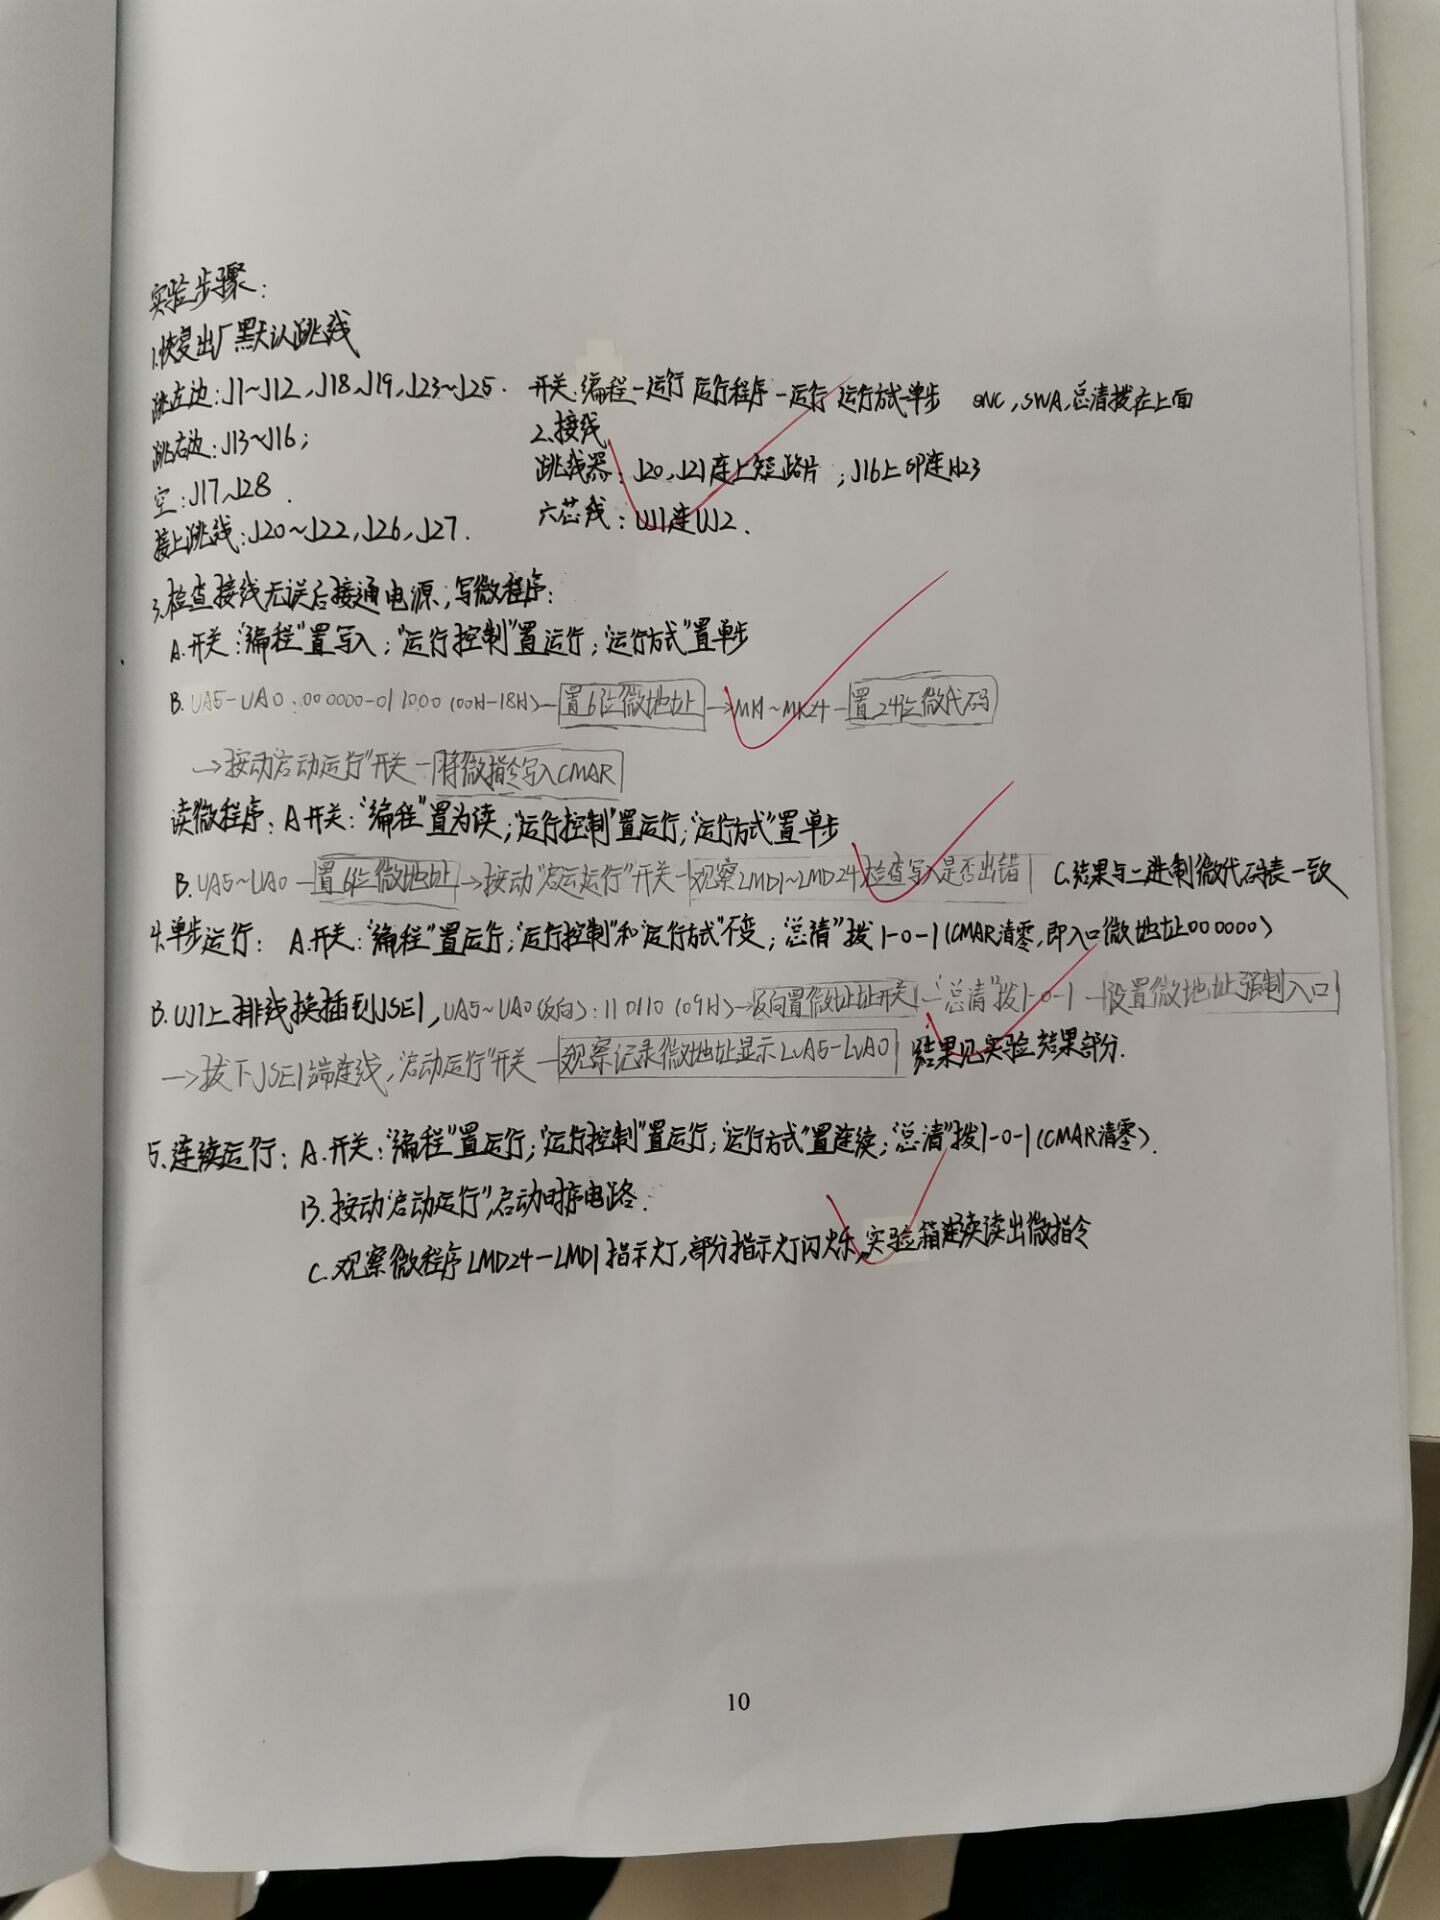 实验步骤:
1.恢复出厂默认跳线
跳左边:J1~J12,J18、J19,J23~J25.
跳右边:J13~J16;
空:J17、J28.
接上跳线:J20~J22,J26,J27.
开关:编程-运行 运行程序-运行 运行方式-单步 SWC,SWA,总清拨在上面
2.接线
跳线器:J20,J21连上短路片;J16上 连
六芯线:UJ1连UJ2.
3.检查接线无误后接通电源,写微程序:
A.开关:"编程"置写入;"运行控制"置运行;"运行方式"置单步
B.UA5-UA0:000000-011000(00H-18H)—置6位微地址→MK1~MK24—置24位微代码
→按动"启动运行"开关—将微指令写入CMAR
读微程序:A开关:"编程"置为读;"运行控制"置运行;"运行方式"置单步
B.UA5~UA0—置6位微地址→按动"启动运行"开关—观察LMD1~LMD24检查写入是否出错 C.结果与二进制微代码表一致
4.单步运行: A.开关:"编程"置运行;"运行控制"和"运行方式"不变;"总清"拨1-0-1(CMAR清零,即入口微地址000000)
B.UJ1上排线换插到JSE1,UA5~UA0(反向):110110(09H)→反向置微地址址开关—"总清"拨1-0-1—设置微地址强制入口
→拔下JSE1端连线,"启动运行"开关—观察记录微地址显示LuA5-LuA0 结果见实验结果部分.
5.连续运行: A.开关:"编程"置运行;"运行控制"置运行;"运行方式"置连续;"总清"拨1-0-1(CMAR清零).
B.按动"启动运行",启动时序电路.
C.观察微程序LMD24-LMD1指示灯,部分指示灯闪烁,实验箱连续读出微指令
10